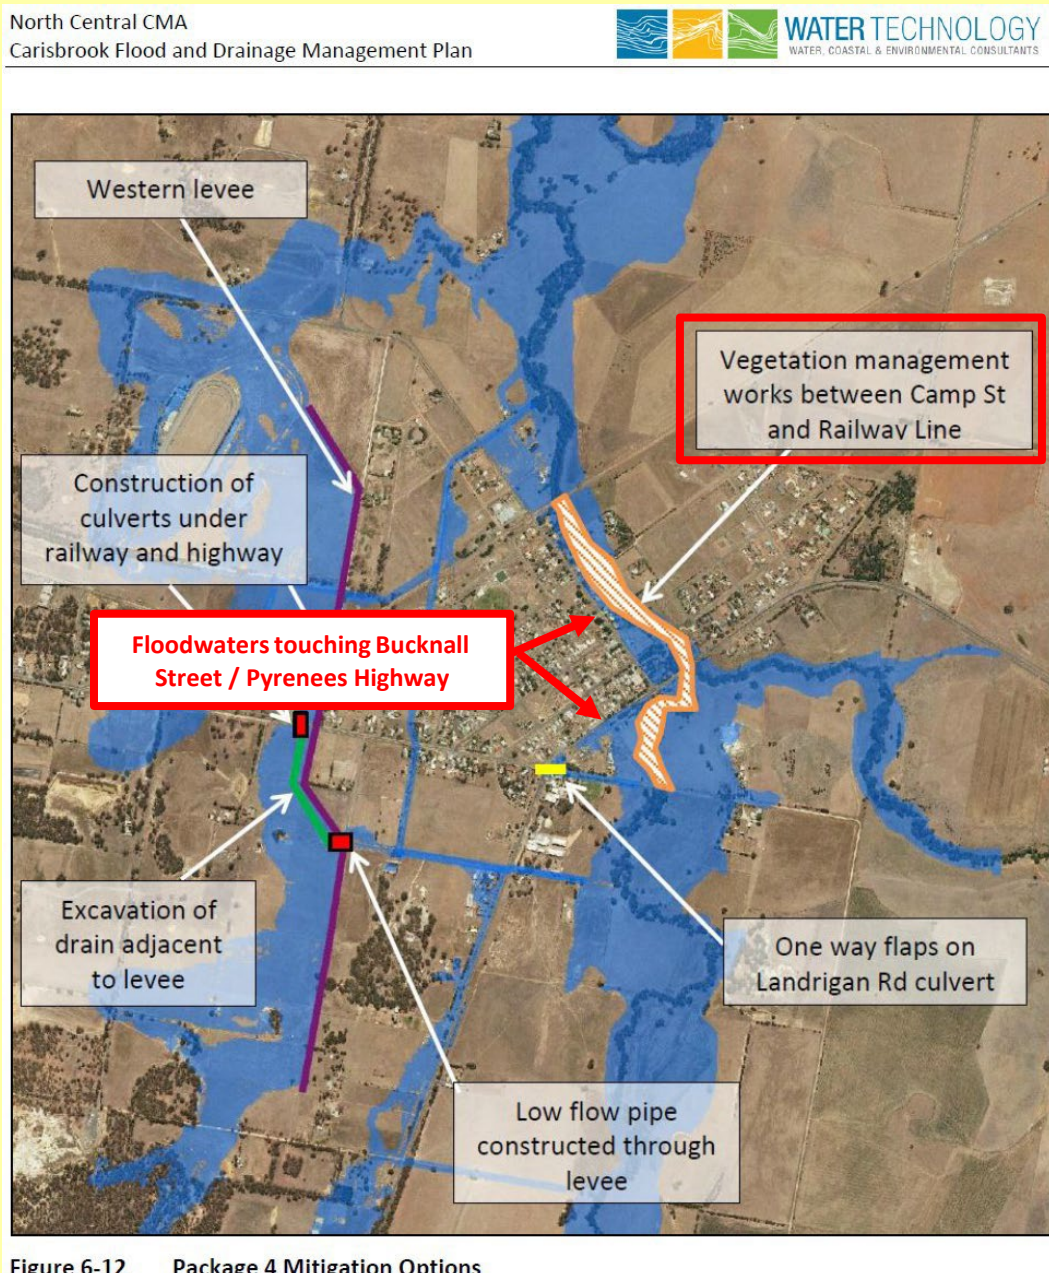 North Central CMA
Carisbrook Flood and Drainage Management Plan
WATER TECHNOLOGY
WATER, COASTAL & ENVIRONMENTAL CONSULTANTS
Western levee
Vegetation management
works between Camp St
and Railway Line
Construction of
culverts under
railway and highway
Floodwaters touching Bucknall
Street / Pyrenees Highway
Excavation of
drain adjacent
to levee
One way flaps on
Landrigan Rd culvert
Low flow pipe
constructed through
levee
Figure 6-12 Package 4 Mitigation Options